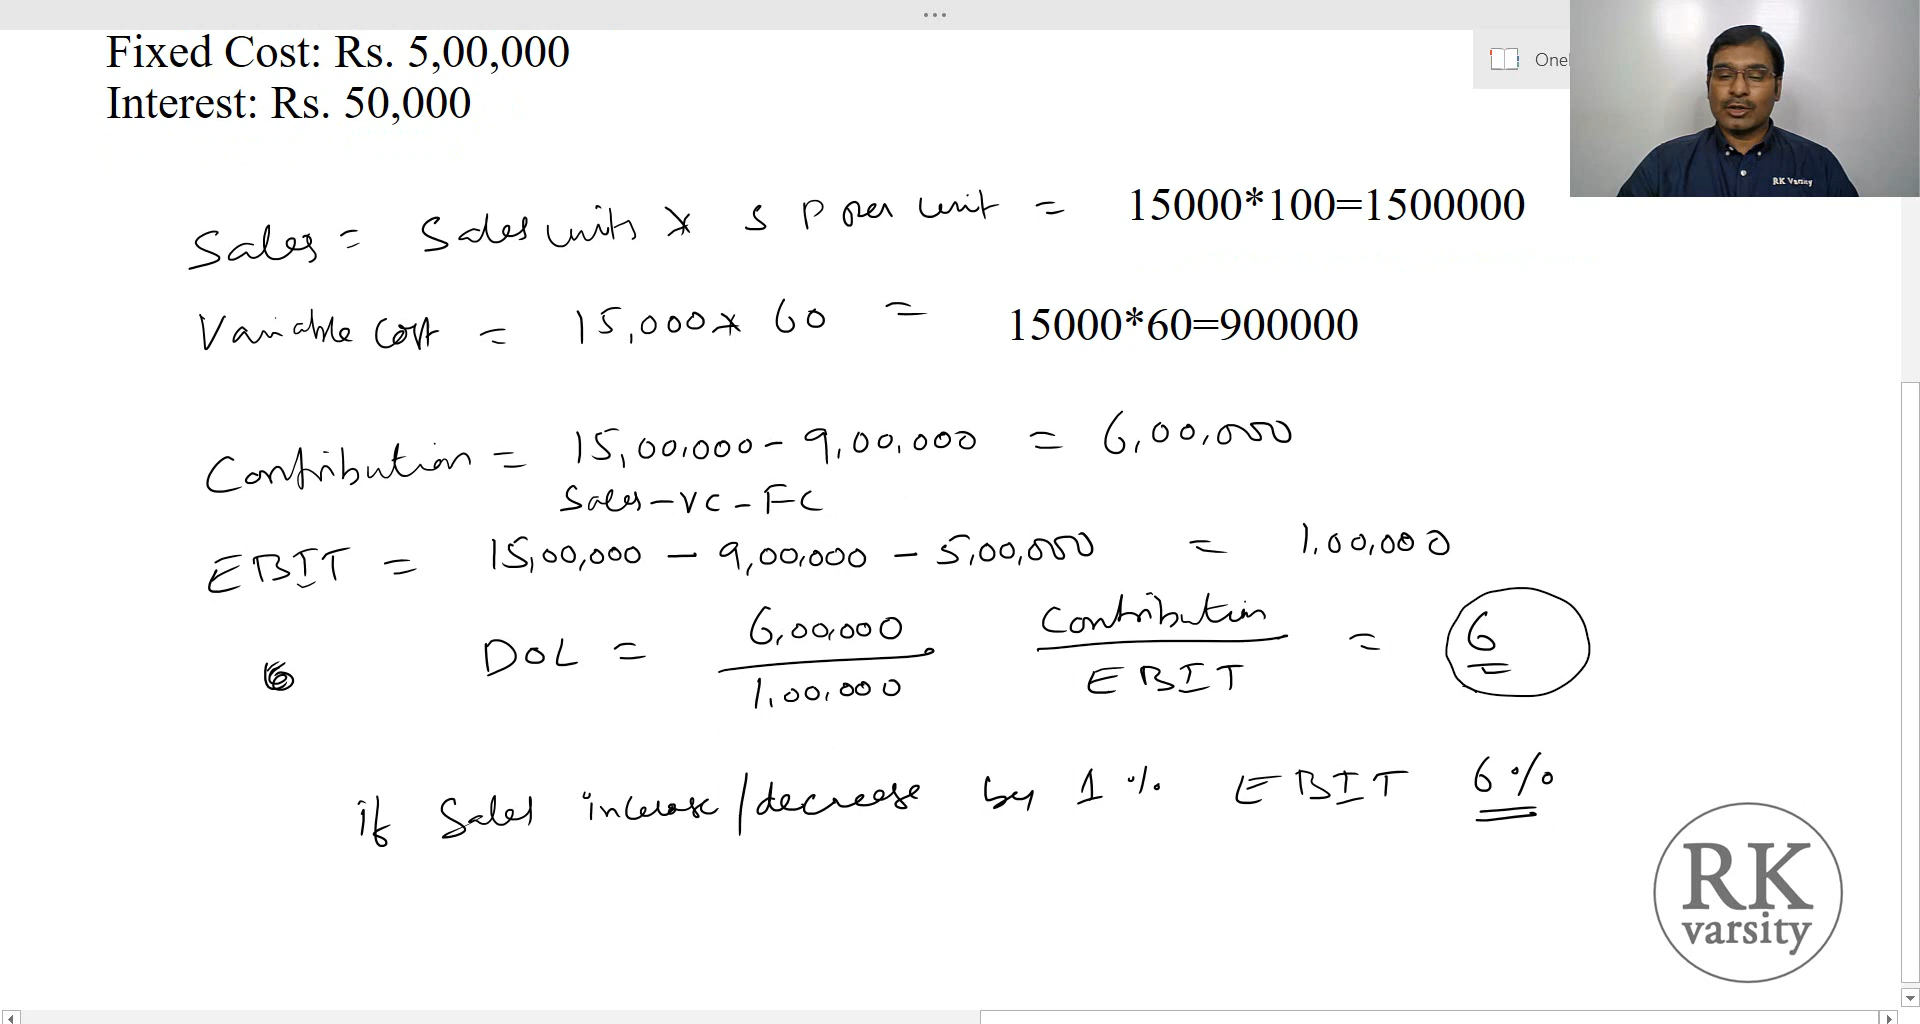 ...
Fixed Cost: Rs. 5,00,000
Interest: Rs. 50,000
Sales = Sales units * S P per unit = 15000*100=1500000
Variable Cost = 15,000 * 60 = 15000*60=900000
Contribution = 15,00,000 - 9,00,000 = 6,00,000
Sales - VC - FC
EBIT = 15,00,000 - 9,00,000 - 5,00,000 = 1,00,000
DOL = 6,00,000 / 1,00,000 Contribution / EBIT = 6
if Sales increase/decrease by 1% EBIT 6%
RK Varsity
RK
varsity